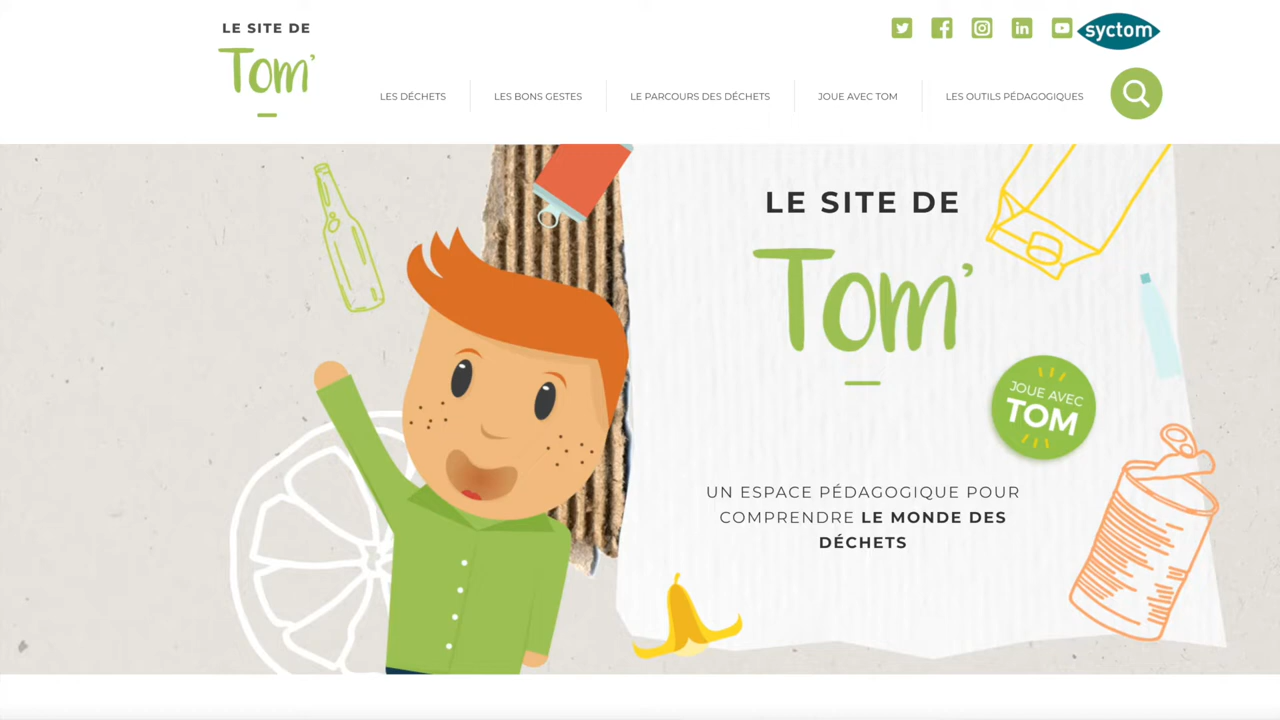 LE SITE DE
Tom'
syctom
LES DÉCHETS
LES BONS GESTES
LE PARCOURS DES DÉCHETS
JOUE AVEC TOM
LES OUTILS PÉDAGOGIQUES
LE SITE DE
Tom'
JOUE AVEC
TOM
UN ESPACE PÉDAGOGIQUE POUR
COMPRENDRE LE MONDE DES
DÉCHETS